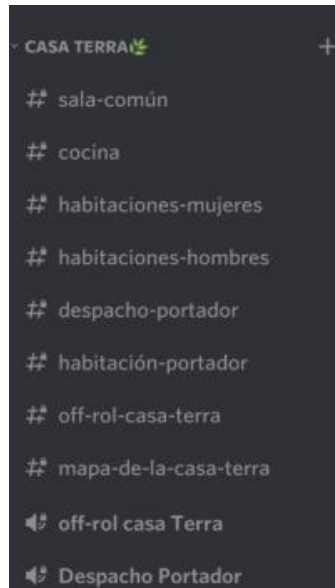 CASA TERRA🌿
sala-común
cocina
habitaciones-mujeres
habitaciones-hombres
despacho-portador
habitación-portador
off-rol-casa-terra
mapa-de-la-casa-terra
off-rol casa Terra
Despacho Portador